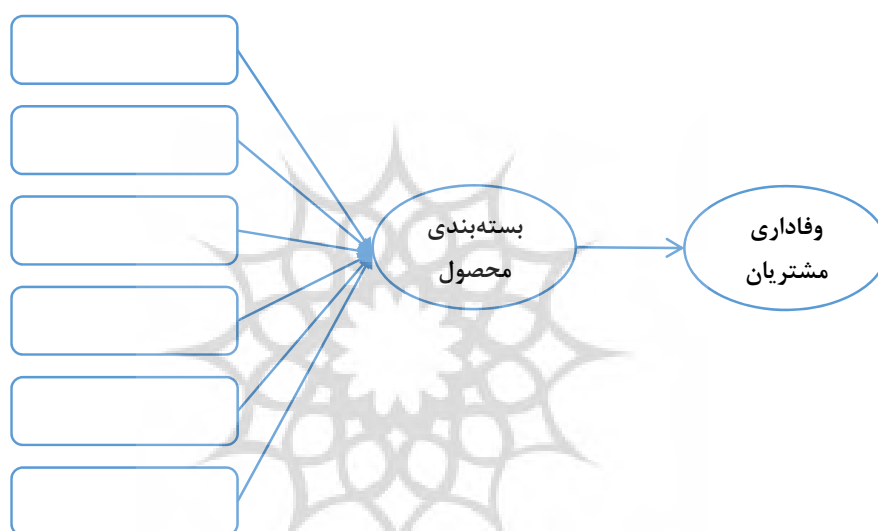 بسته‌بندی
محصول
وفاداری
مشتریان